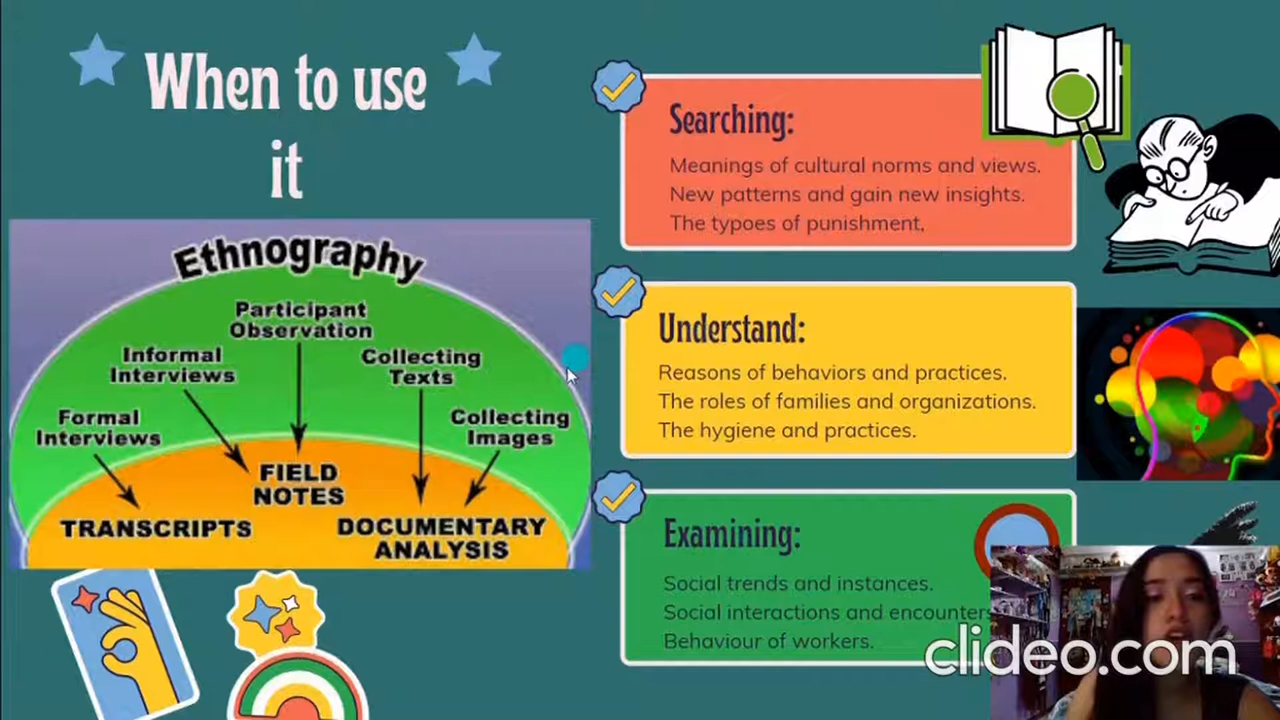 When to use
it
Ethnography
Participant
Observation
Informal
Interviews
Collecting
Texts
Formal
Interviews
Collecting
Images
FIELD
NOTES
TRANSCRIPTS
DOCUMENTARY
ANALYSIS
Searching:
Meanings of cultural norms and views.
New patterns and gain new insights.
The typoes of punishment,
Understand:
Reasons of behaviors and practices.
The roles of families and organizations.
The hygiene and practices.
Examining:
Social trends and instances.
Social interactions and encounters
Behaviour of workers.
clideo.com